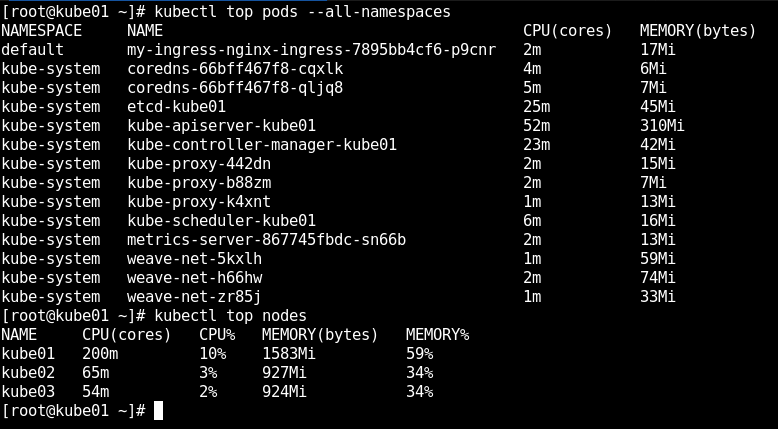 [root@kube01 ~]# kubectl top pods --all-namespaces
NAMESPACE     NAME                                        CPU(cores)   MEMORY(bytes)
default       my-ingress-nginx-ingress-7895bb4cf6-p9cnr   2m           17Mi
kube-system   coredns-66bff467f8-cqxlk                    4m           6Mi
kube-system   coredns-66bff467f8-qljq8                    5m           7Mi
kube-system   etcd-kube01                                 25m          45Mi
kube-system   kube-apiserver-kube01                       52m          310Mi
kube-system   kube-controller-manager-kube01              23m          42Mi
kube-system   kube-proxy-442dn                            2m           15Mi
kube-system   kube-proxy-b88zm                            2m           7Mi
kube-system   kube-proxy-k4xnt                            1m           13Mi
kube-system   kube-scheduler-kube01                       6m           16Mi
kube-system   metrics-server-867745fbdc-sn66b             2m           13Mi
kube-system   weave-net-5kxlh                             1m           59Mi
kube-system   weave-net-h66hw                             2m           74Mi
kube-system   weave-net-zr85j                             1m           33Mi
[root@kube01 ~]# kubectl top nodes
NAME     CPU(cores)   CPU%   MEMORY(bytes)   MEMORY%
kube01   200m         10%    1583Mi          59%
kube02   65m          3%     927Mi           34%
kube03   54m          2%     924Mi           34%
[root@kube01 ~]#